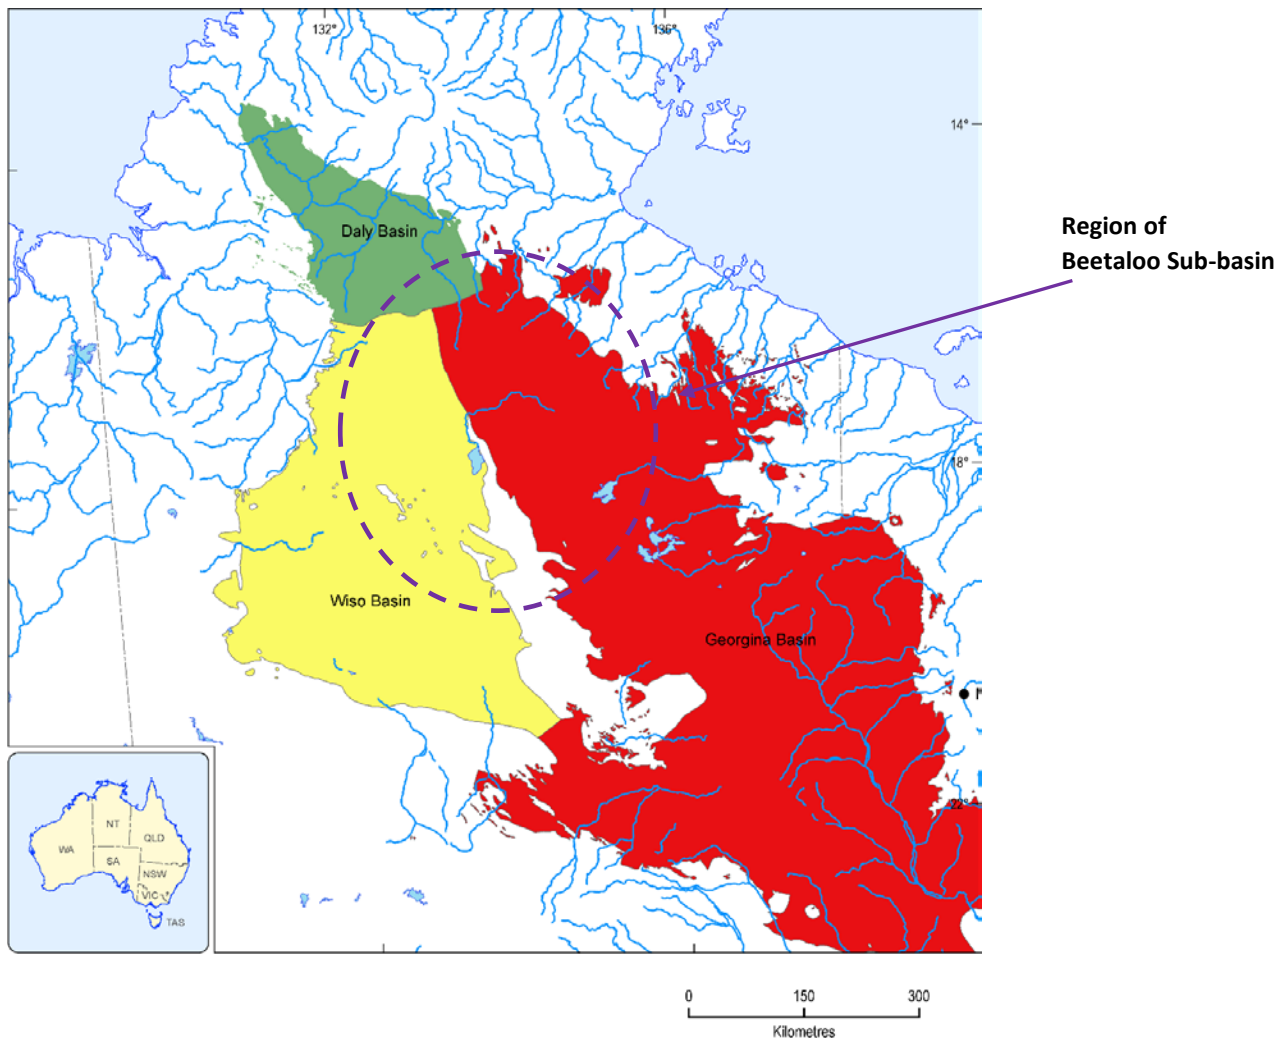 132°
136°
14°
Daly Basin
Region of
Beetaloo Sub-basin
18°
Wiso Basin
Georgina Basin
22°
NT
WA
QLD
SA
NSW
VIC
TAS
0 150 300
Kilometres